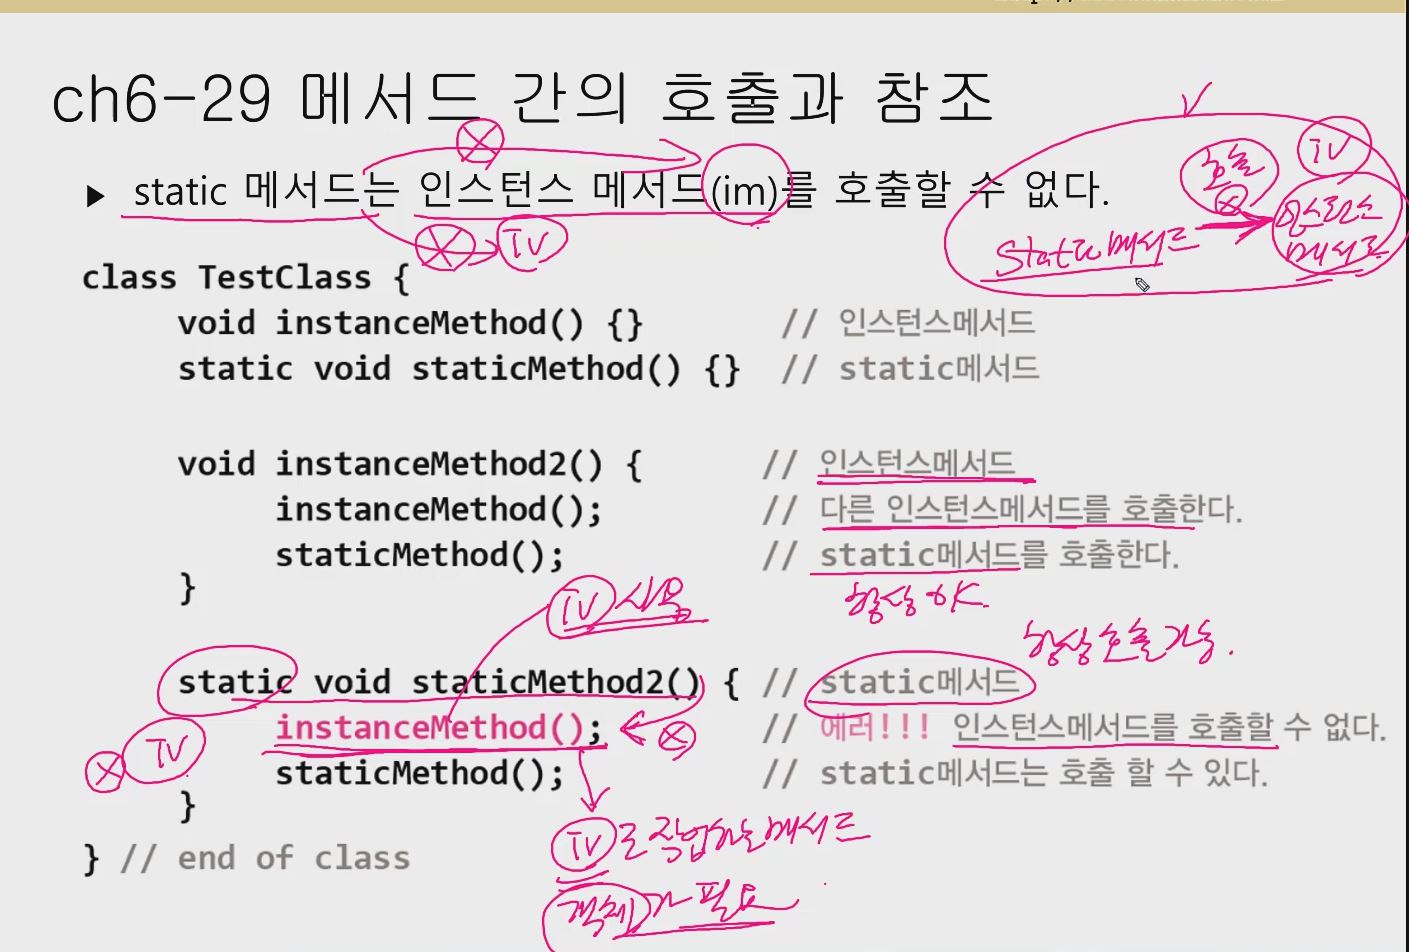 ch6-29 메서드 간의 호출과 참조
▶ static 메서드는 인스턴스 메서드(im)를 호출할 수 없다.
iv
호출
iv
static메서드
인스턴스
메서드
class TestClass {
void instanceMethod() {} // 인스턴스메서드
static void staticMethod() {} // static메서드
void instanceMethod2() { // 인스턴스메서드
instanceMethod(); // 다른 인스턴스메서드를 호출한다.
staticMethod(); // static메서드를 호출한다.
}
iv 사용
항상 OK.
항상 호출가능.
static void staticMethod2() { // static메서드
instanceMethod(); // 에러!!! 인스턴스메서드를 호출할 수 없다.
iv
staticMethod(); // static메서드는 호출 할 수 있다.
}
iv로 작업하는 메서드
} // end of class
객체가 필요